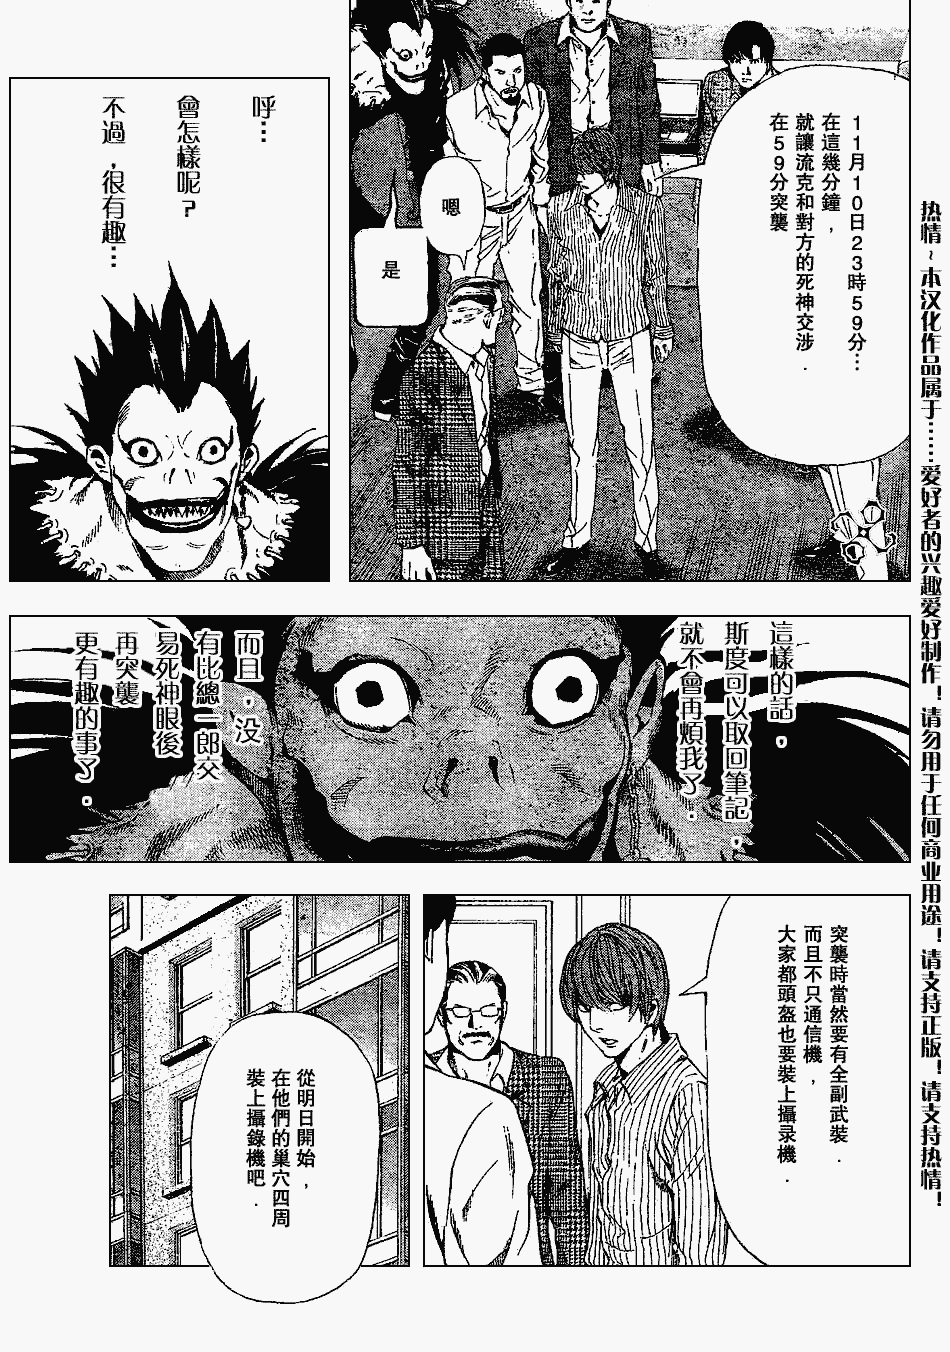 11月10日23時59分…
在這幾分鐘，
就讓流克和對方的死神交涉．
在59分突襲
嗯
是
呼…
會怎樣呢？
不過，很有趣…
這樣的話，
斯度可以取回筆記，
就不會再煩我了．
而且，没
有比總一郎交
易死神眼後
再突襲
更有趣的事了．
突襲時當然要有全副武裝．
而且不只通信機，
大家都頭盔也要裝上攝录機．
從明日開始，
在他們的巢穴四周
裝上攝錄機吧．
热情～本汉化作品属于……爱好者的兴趣爱好制作！请勿用于任何商业用途！请支持正版！请支持热情！